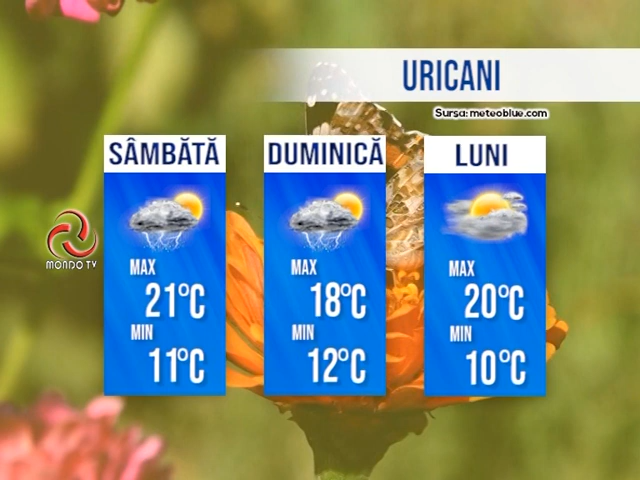 URICANI
Sursa: meteoblue.com
SÂMBĂTĂ
MAX
21°C
MIN
11°C
DUMINICĂ
MAX
18°C
MIN
12°C
LUNI
MAX
20°C
MIN
10°C
MONDO TV